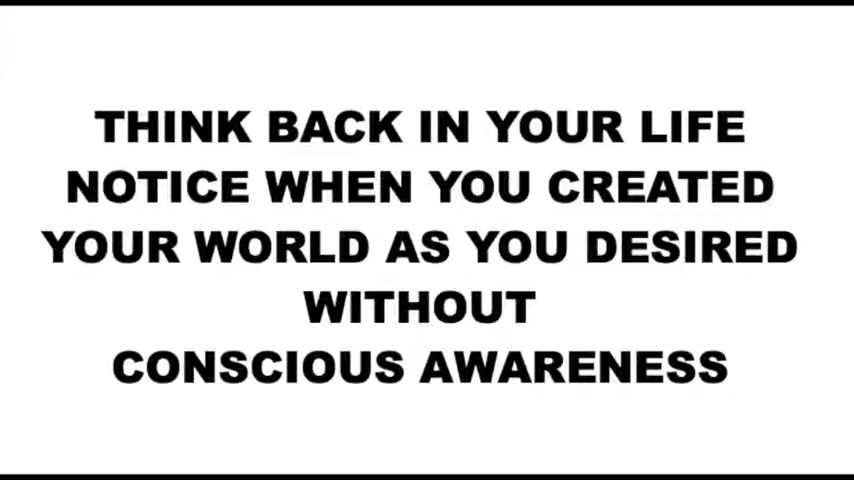 THINK BACK IN YOUR LIFE
NOTICE WHEN YOU CREATED
YOUR WORLD AS YOU DESIRED
WITHOUT
CONSCIOUS AWARENESS